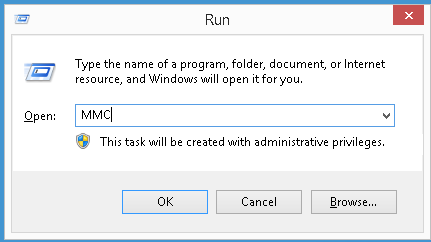 Run
Type the name of a program, folder, document, or Internet
resource, and Windows will open it for you.
Open: MMC
This task will be created with administrative privileges.
OK Cancel Browse...